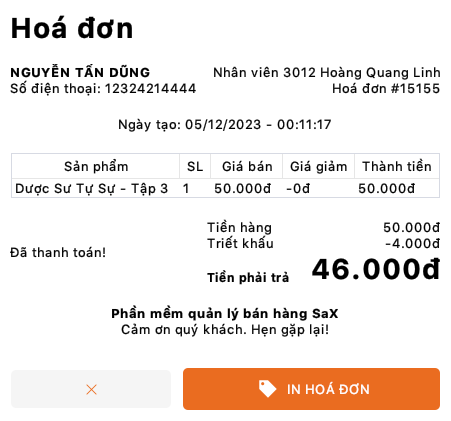 Hoá đơn
NGUYỄN TẤN DŨNG
Số điện thoại: 12324214444
Nhân viên 3012 Hoàng Quang Linh
Hoá đơn #15155
Ngày tạo: 05/12/2023 - 00:11:17
Sản phẩm SL Giá bán Giá giảm Thành tiền
Dược Sư Tự Sự - Tập 3 1 50.000đ -0đ 50.000đ
Đã thanh toán!
Tiền hàng 50.000đ
Triết khấu -4.000đ
Tiền phải trả 46.000đ
Phần mềm quản lý bán hàng SaX
Cảm ơn quý khách. Hẹn gặp lại!
IN HOÁ ĐƠN